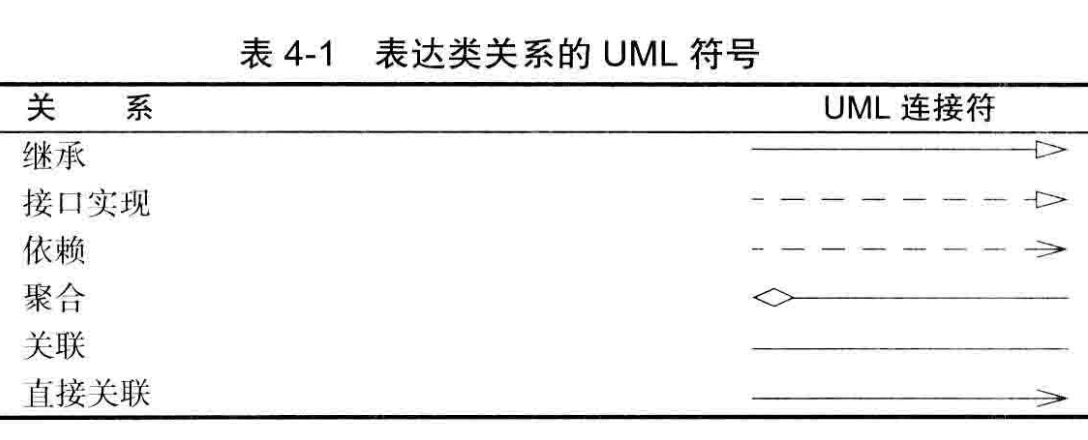 表 4-1 表达类关系的 UML 符号
关 系 UML 连接符
继承
接口实现
依赖
聚合
关联
直接关联